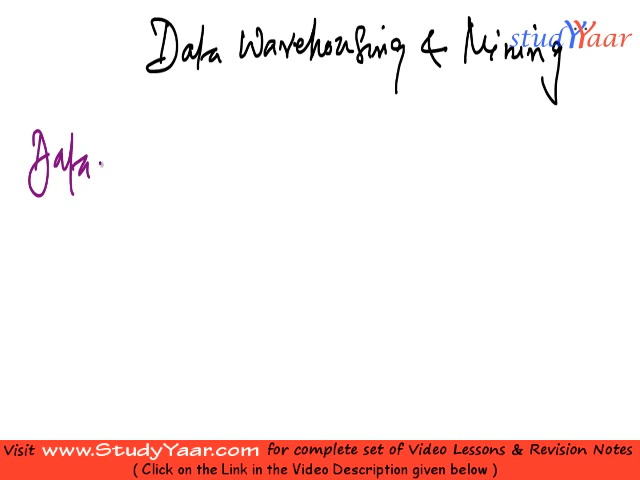 Data Warehousing & Mining
studYYaar
Data
Visit www.StudyYaar.com for complete set of Video Lessons & Revision Notes
( Click on the Link in the Video Description given below )